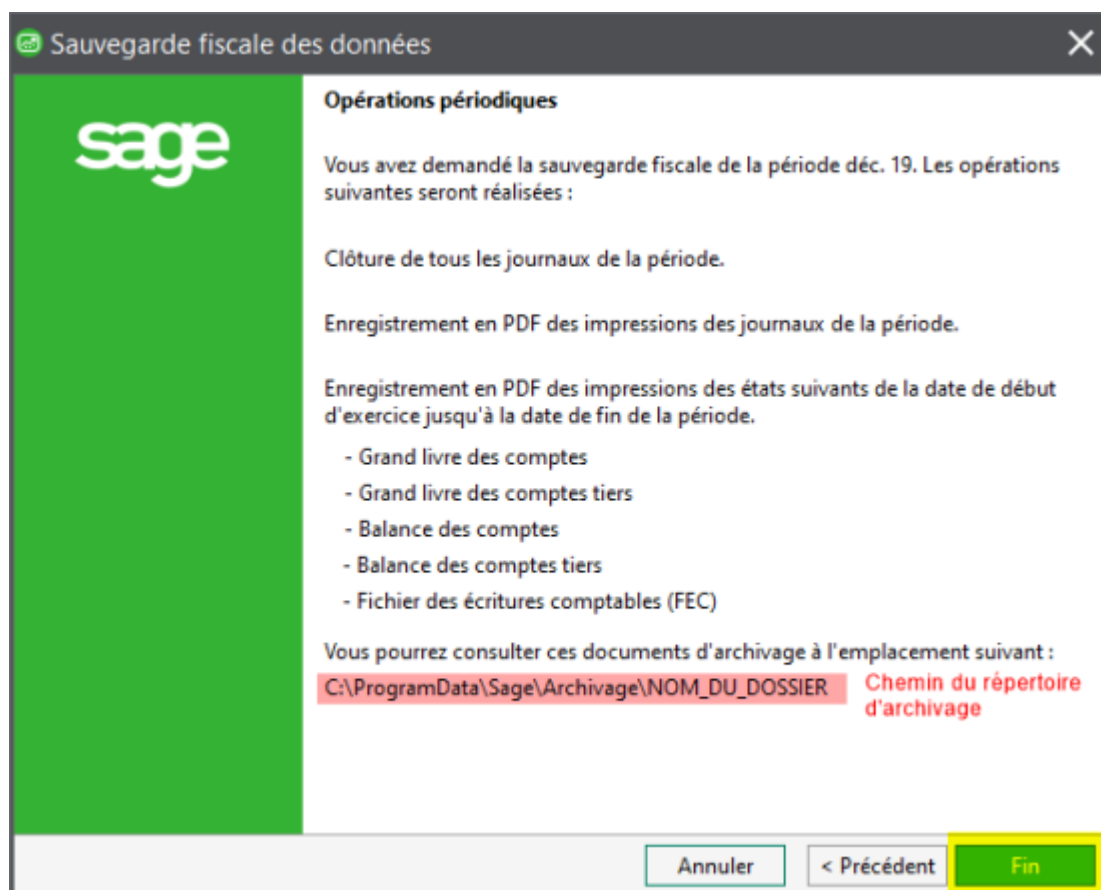 Sauvegarde fiscale des données
sage
Opérations périodiques
Vous avez demandé la sauvegarde fiscale de la période déc. 19. Les opérations
suivantes seront réalisées :
Clôture de tous les journaux de la période.
Enregistrement en PDF des impressions des journaux de la période.
Enregistrement en PDF des impressions des états suivants de la date de début
d'exercice jusqu'à la date de fin de la période.
- Grand livre des comptes
- Grand livre des comptes tiers
- Balance des comptes
- Balance des comptes tiers
- Fichier des écritures comptables (FEC)
Vous pourrez consulter ces documents d'archivage à l'emplacement suivant :
C:\ProgramData\Sage\Archivage\NOM_DU_DOSSIER
Chemin du répertoire
d'archivage
Annuler
< Précédent
Fin